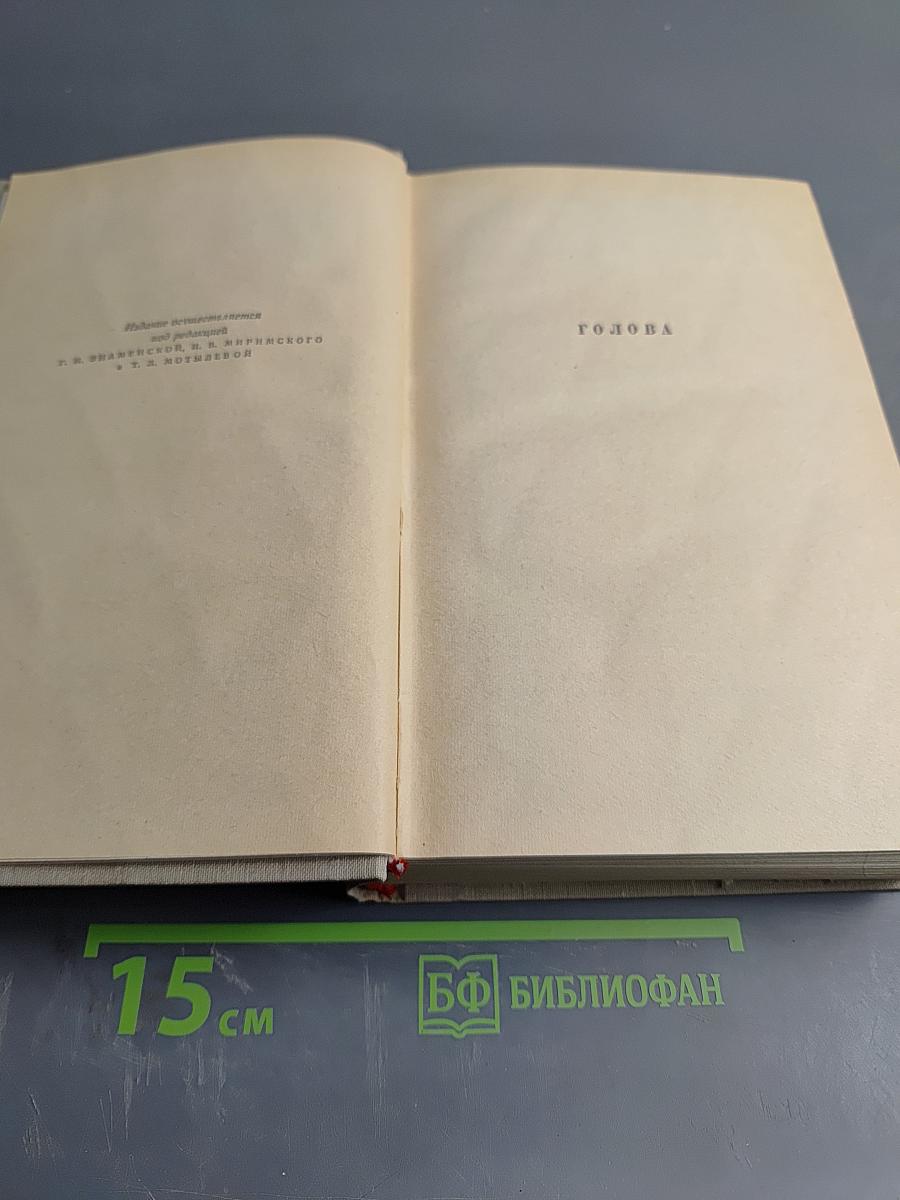 Издание осуществляется
под редакцией
Г. Н. ЗНАМЕНСКОЙ, И. В. МИРИМСКОГО
и Т. Л. МОТЫЛЕВОЙ
ГОЛОВА
15 см
БФ БИБЛИОФАН